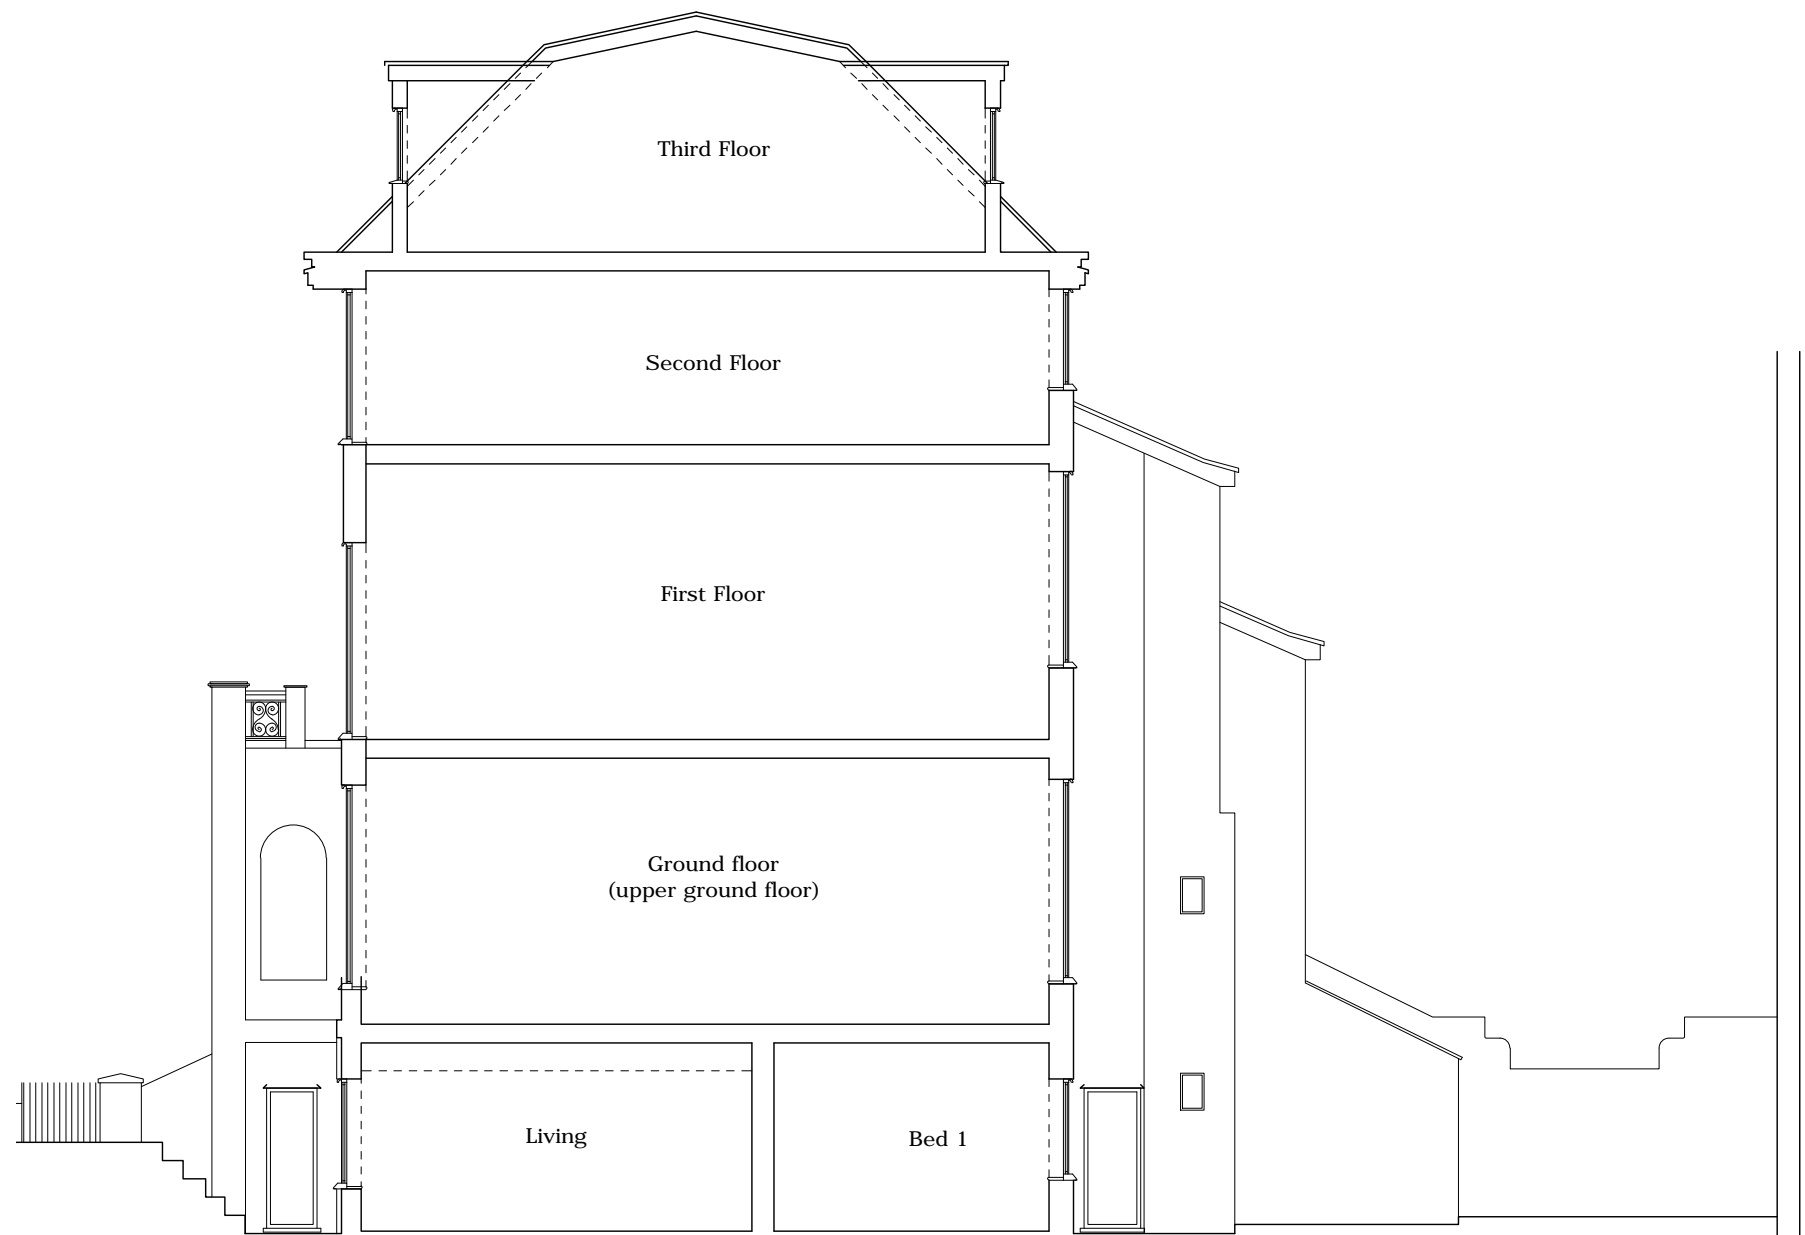 Third Floor
Second Floor
First Floor
Ground floor
(upper ground floor)
Living
Bed 1